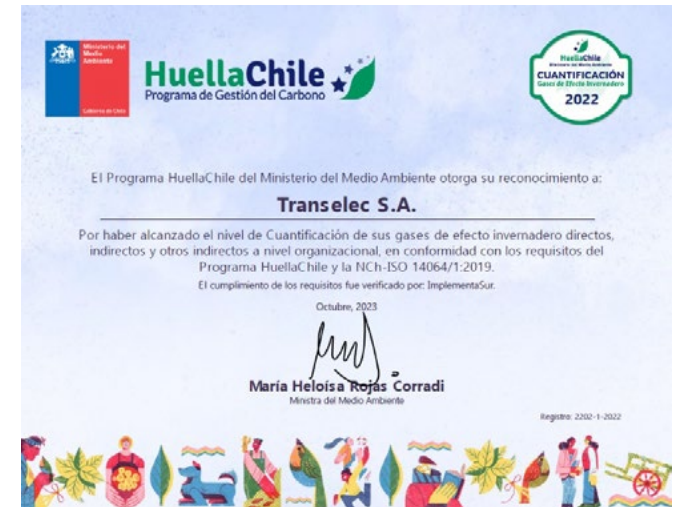 Ministerio del
Medio
Ambiente
Gobierno de Chile
HuellaChile
Programa de Gestión del Carbono
HuellaChile
Ministerio del Medio Ambiente
CUANTIFICACIÓN
Gases de Efecto Invernadero
2022
El Programa HuellaChile del Ministerio del Medio Ambiente otorga su reconocimiento a:
Transelec S.A.
Por haber alcanzado el nivel de Cuantificación de sus gases de efecto invernadero directos,
indirectos y otros indirectos a nivel organizacional, en conformidad con los requisitos del
Programa HuellaChile y la NCh-ISO 14064/1:2019.
El cumplimiento de los requisitos fue verificado por: ImplementaSur.
Octubre, 2023
María Heloísa Rojas Corradi
Ministra del Medio Ambiente
Registro: 2202-1-2022